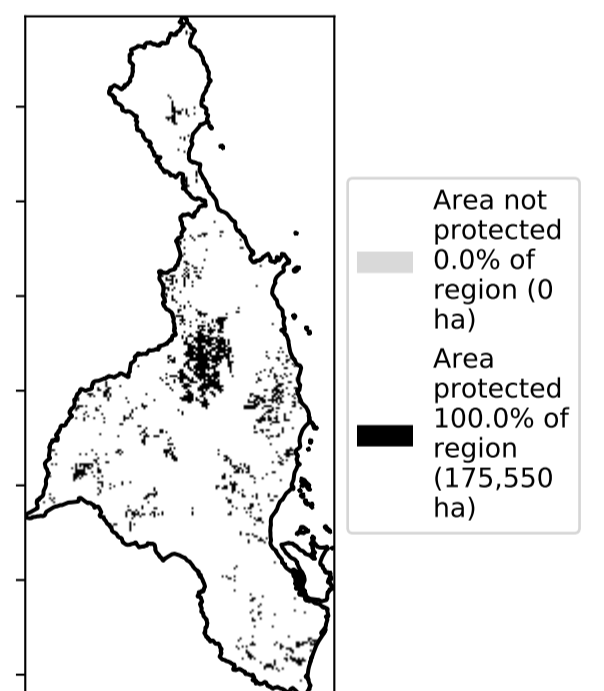 Area not
protected
0.0% of
region (0
ha)
Area
protected
100.0% of
region
(175,550
ha)